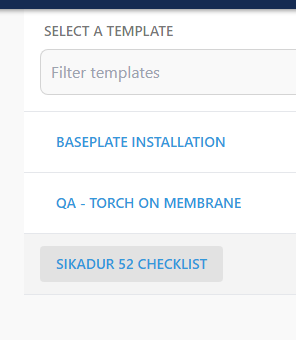 SELECT A TEMPLATE
Filter templates
BASEPLATE INSTALLATION
QA - TORCH ON MEMBRANE
SIKADUR 52 CHECKLIST